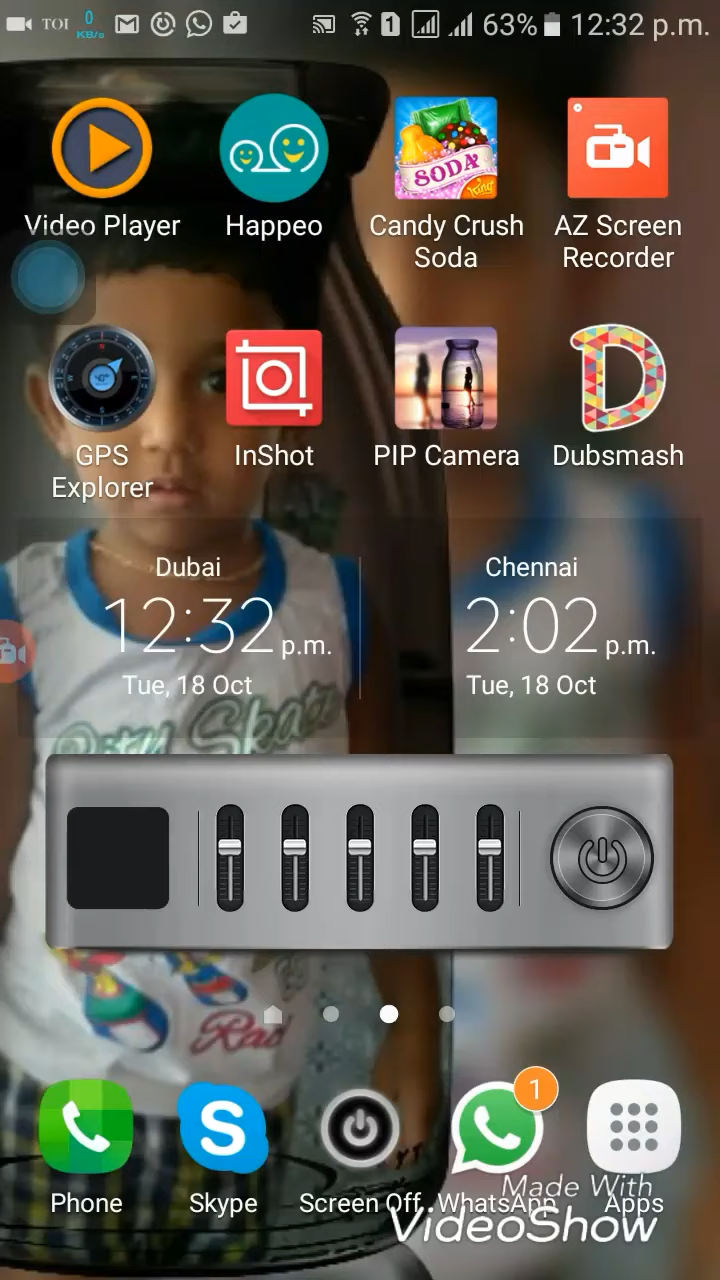 TOI 0 KB/s 1 63% 12:32 p.m.
Video Player Happeo Candy Crush Soda AZ Screen Recorder
SODA
King
GPS Explorer InShot PIP Camera Dubsmash
Dubai Chennai
12:32 p.m. 2:02 p.m.
Tue, 18 Oct Tue, 18 Oct
1
Phone Skype Screen Off WhatsApp Apps
Made With
VideoShow